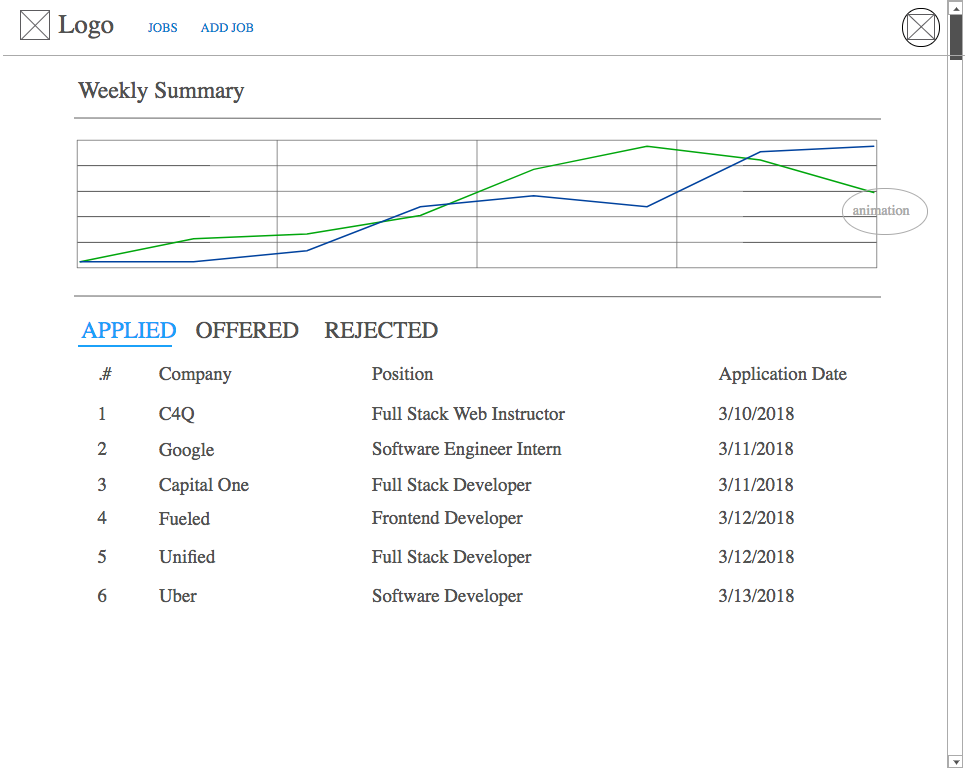 Logo JOBS ADD JOB
Weekly Summary
animation
APPLIED OFFERED REJECTED
.# Company Position Application Date
1 C4Q Full Stack Web Instructor 3/10/2018
2 Google Software Engineer Intern 3/11/2018
3 Capital One Full Stack Developer 3/11/2018
4 Fueled Frontend Developer 3/12/2018
5 Unified Full Stack Developer 3/12/2018
6 Uber Software Developer 3/13/2018